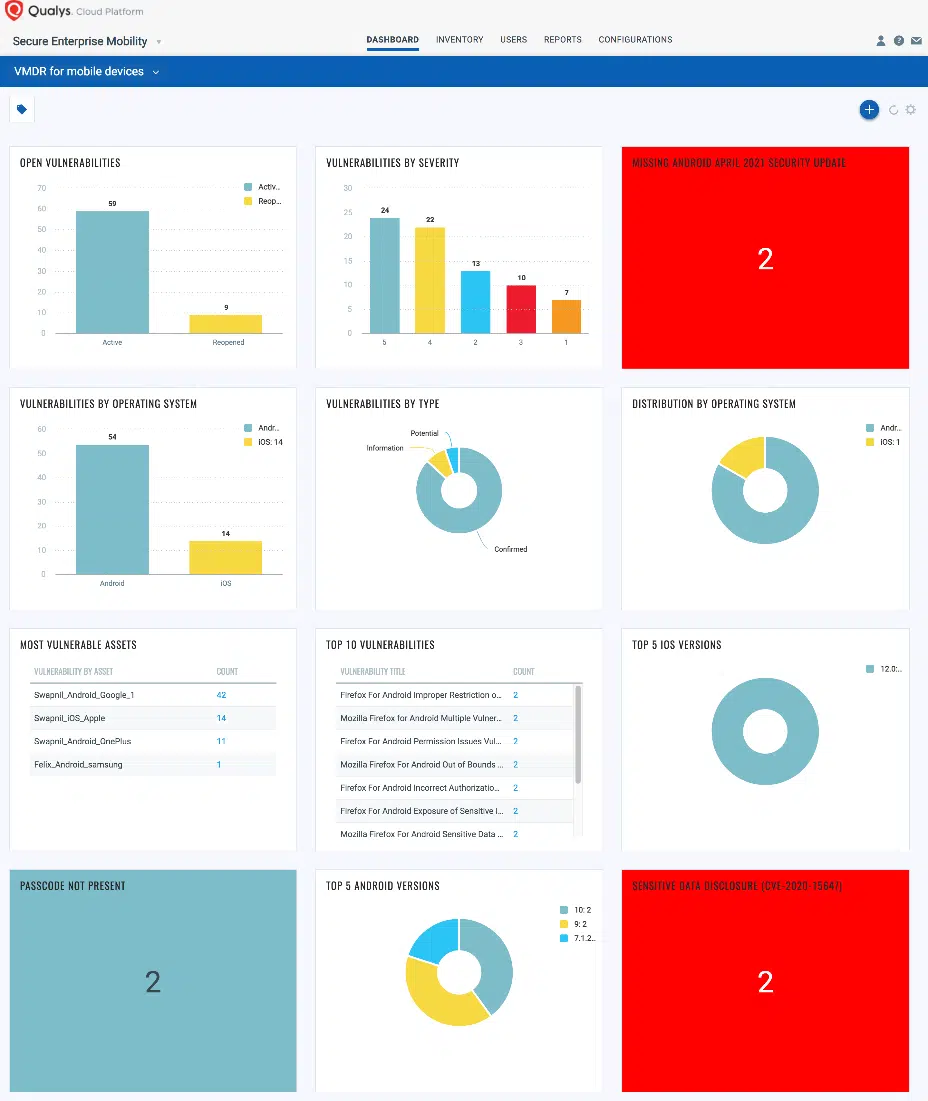 Qualys. Cloud Platform
Secure Enterprise Mobility
DASHBOARD INVENTORY USERS REPORTS CONFIGURATIONS
VMDR for mobile devices
OPEN VULNERABILITIES
Activ...
Reop...
70
60
50
40
30
20
10
0
59
9
Active Reopened
VULNERABILITIES BY SEVERITY
30
25
20
15
10
5
0
24
22
13
10
7
5 4 2 3 1
MISSING ANDROID APRIL 2021 SECURITY UPDATE
2
VULNERABILITIES BY OPERATING SYSTEM
Andr...
iOS: 14
60
50
40
30
20
10
0
54
14
Android iOS
VULNERABILITIES BY TYPE
Potential
Information
Confirmed
DISTRIBUTION BY OPERATING SYSTEM
Andr...
iOS: 1
MOST VULNERABLE ASSETS
VULNERABILITY BY ASSET COUNT
Swapnil_Android_Google_1 42
Swapnil_iOS_Apple 14
Swapnil_Android_OnePlus 11
Felix_Android_samsung 1
TOP 10 VULNERABILITIES
VULNERABILITY TITLE COUNT
Firefox For Android Improper Restriction o... 2
Mozilla Firefox for Android Multiple Vulner... 2
Firefox For Android Permission Issues Vul... 2
Mozilla Firefox For Android Out of Bounds ... 2
Firefox For Android Incorrect Authorizatio... 2
Firefox For Android Exposure of Sensitive I... 2
Mozilla Firefox For Android Sensitive Data ... 2
TOP 5 IOS VERSIONS
12.0:..
PASSCODE NOT PRESENT
2
TOP 5 ANDROID VERSIONS
10: 2
9: 2
7.1.2..
SENSITIVE DATA DISCLOSURE (CVE-2020-15647)
2